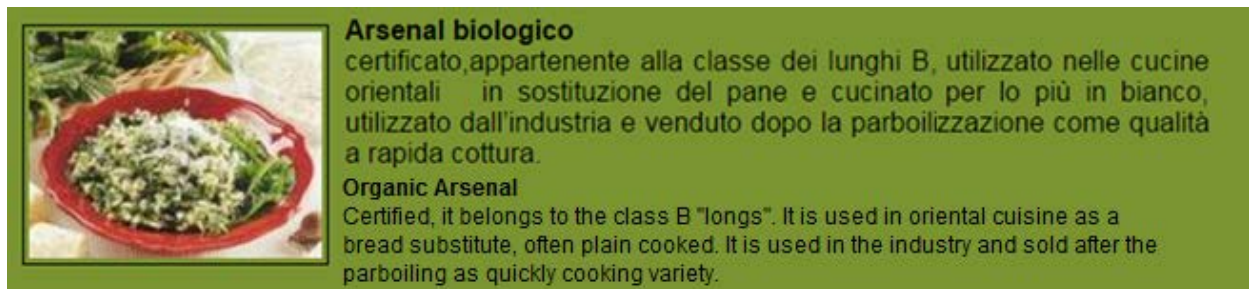 Arsenal biologico
certificato,appartenente alla classe dei lunghi B, utilizzato nelle cucine
orientali in sostituzione del pane e cucinato per lo più in bianco,
utilizzato dall'industria e venduto dopo la parboilizzazione come qualità
a rapida cottura.
Organic Arsenal
Certified, it belongs to the class B "longs". It is used in oriental cuisine as a
bread substitute, often plain cooked. It is used in the industry and sold after the
parboiling as quickly cooking variety.